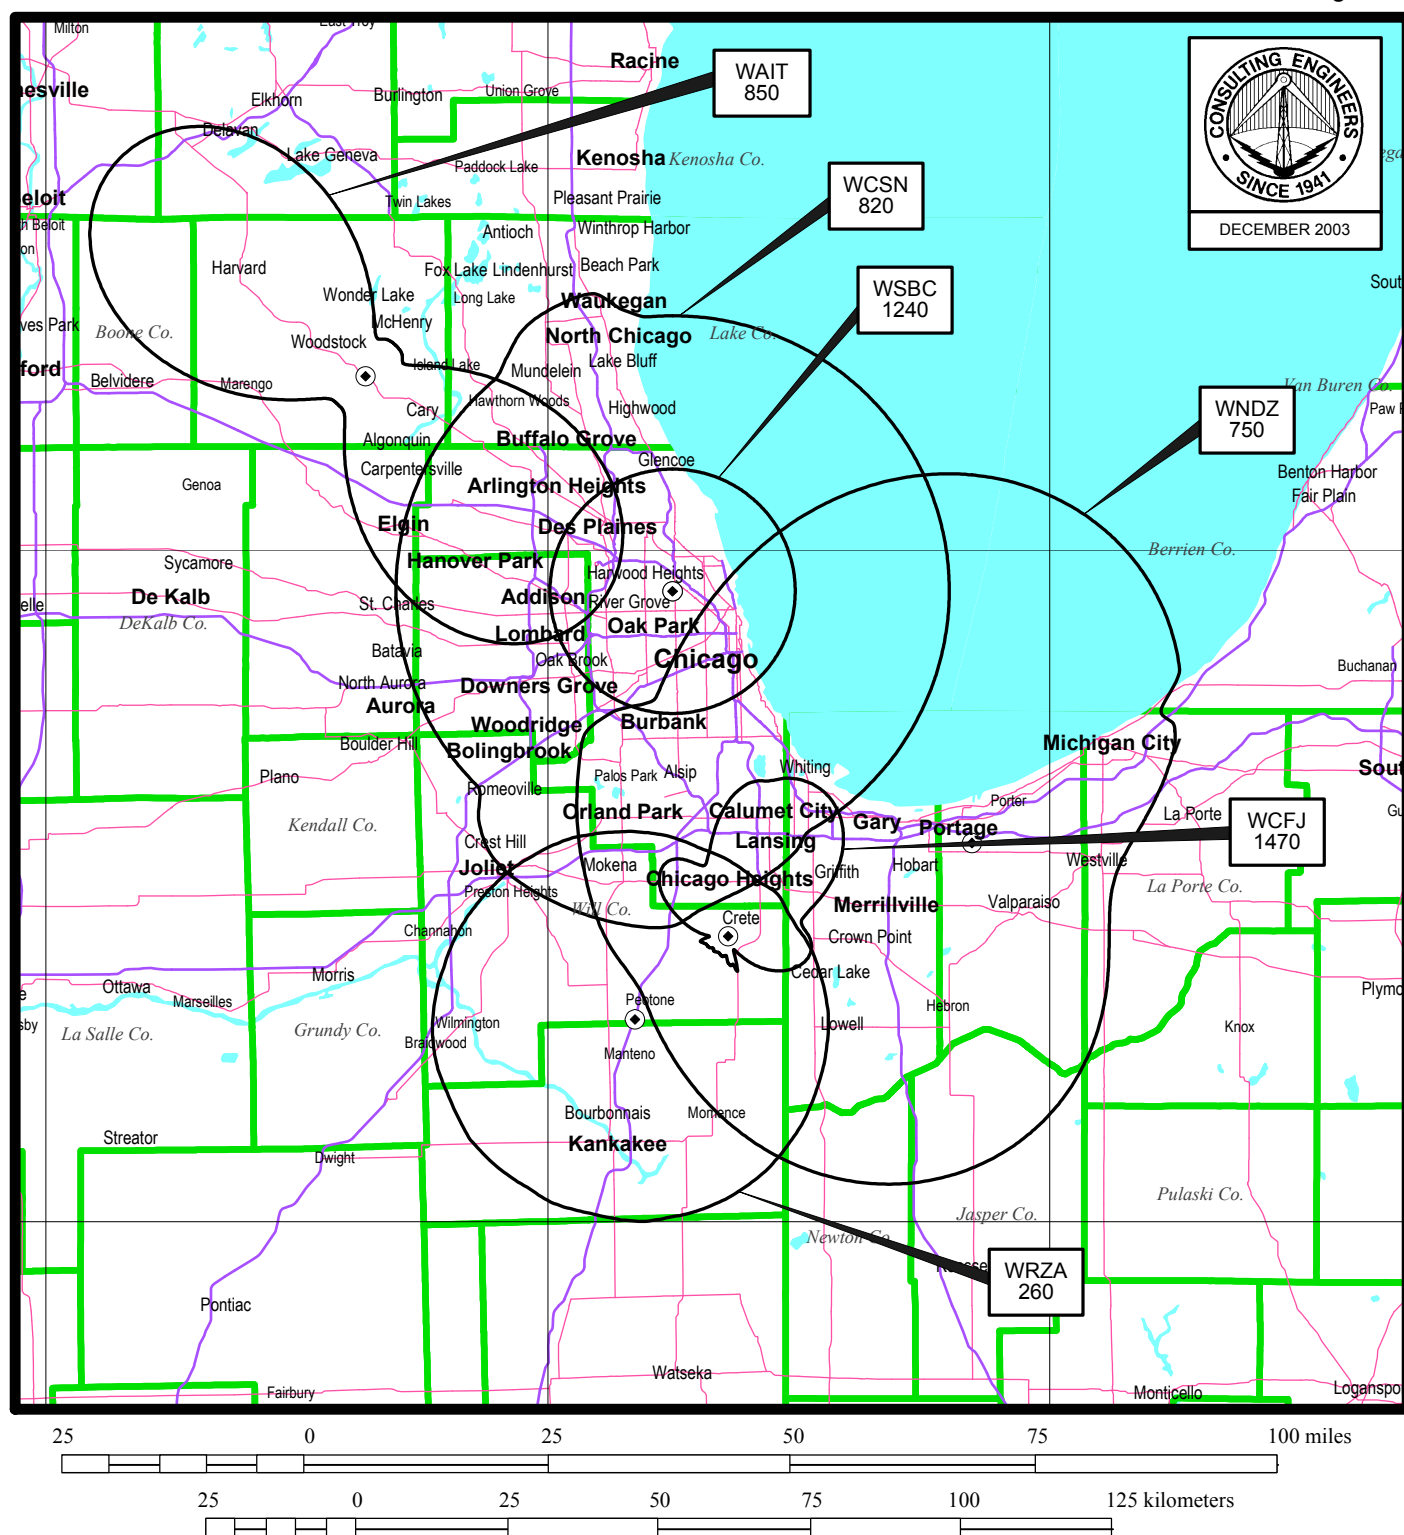 Milton
East Troy
Racine
WAIT
850
CONSULTING ENGINEERS
SINCE 1941
DECEMBER 2003
Elkhorn
Burlington
Union Grove
Delavan
Lake Geneva
Paddock Lake
Kenosha
Kenosha Co.
Twin Lakes
Pleasant Prairie
WCSN
820
Antioch
Winthrop Harbor
Harvard
Fox Lake
Lindenhurst
Beach Park
WSBC
1240
Wonder Lake
Long Lake
Waukegan
McHenry
Boone Co.
Woodstock
North Chicago
Lake Co.
Island Lake
Mundelein
Lake Bluff
Belvidere
Marengo
Van Buren Co.
Cary
Hawthorn Woods
Highwood
WNDZ
750
Algonquin
Buffalo Grove
Carpentersville
Glencoe
Benton Harbor
Genoa
Arlington Heights
Fair Plain
Elgin
Des Plaines
Berrien Co.
Sycamore
Hanover Park
Harwood Heights
De Kalb
St. Charles
Addison
River Grove
DeKalb Co.
Lombard
Oak Park
Batavia
Oak Brook
Chicago
Buchanan
North Aurora
Downers Grove
Aurora
Woodridge
Burbank
Boulder Hill
Bolingbrook
Michigan City
Plano
Romeoville
Palos Park
Alsip
Whiting
Porter
Kendall Co.
Orland Park
Calumet City
Gary
Portage
La Porte
WCFJ
1470
Crest Hill
Lansing
Joliet
Mokena
Chicago Heights
Griffith
Hobart
Westville
La Porte Co.
Preston Heights
Will Co.
Crete
Merrillville
Valparaiso
Channahon
Crown Point
Morris
Cedar Lake
Ottawa
Marseilles
Peotone
Hebron
La Salle Co.
Grundy Co.
Wilmington
Lowell
Knox
Braidwood
Manteno
Bourbonnais
Momence
Streator
Kankakee
Dwight
Pulaski Co.
Jasper Co.
Newton Co.
WRZA
260
Pontiac
Watseka
Fairbury
Monticello
25 0 25 50 75 100 miles
25 0 25 50 75 100 125 kilometers